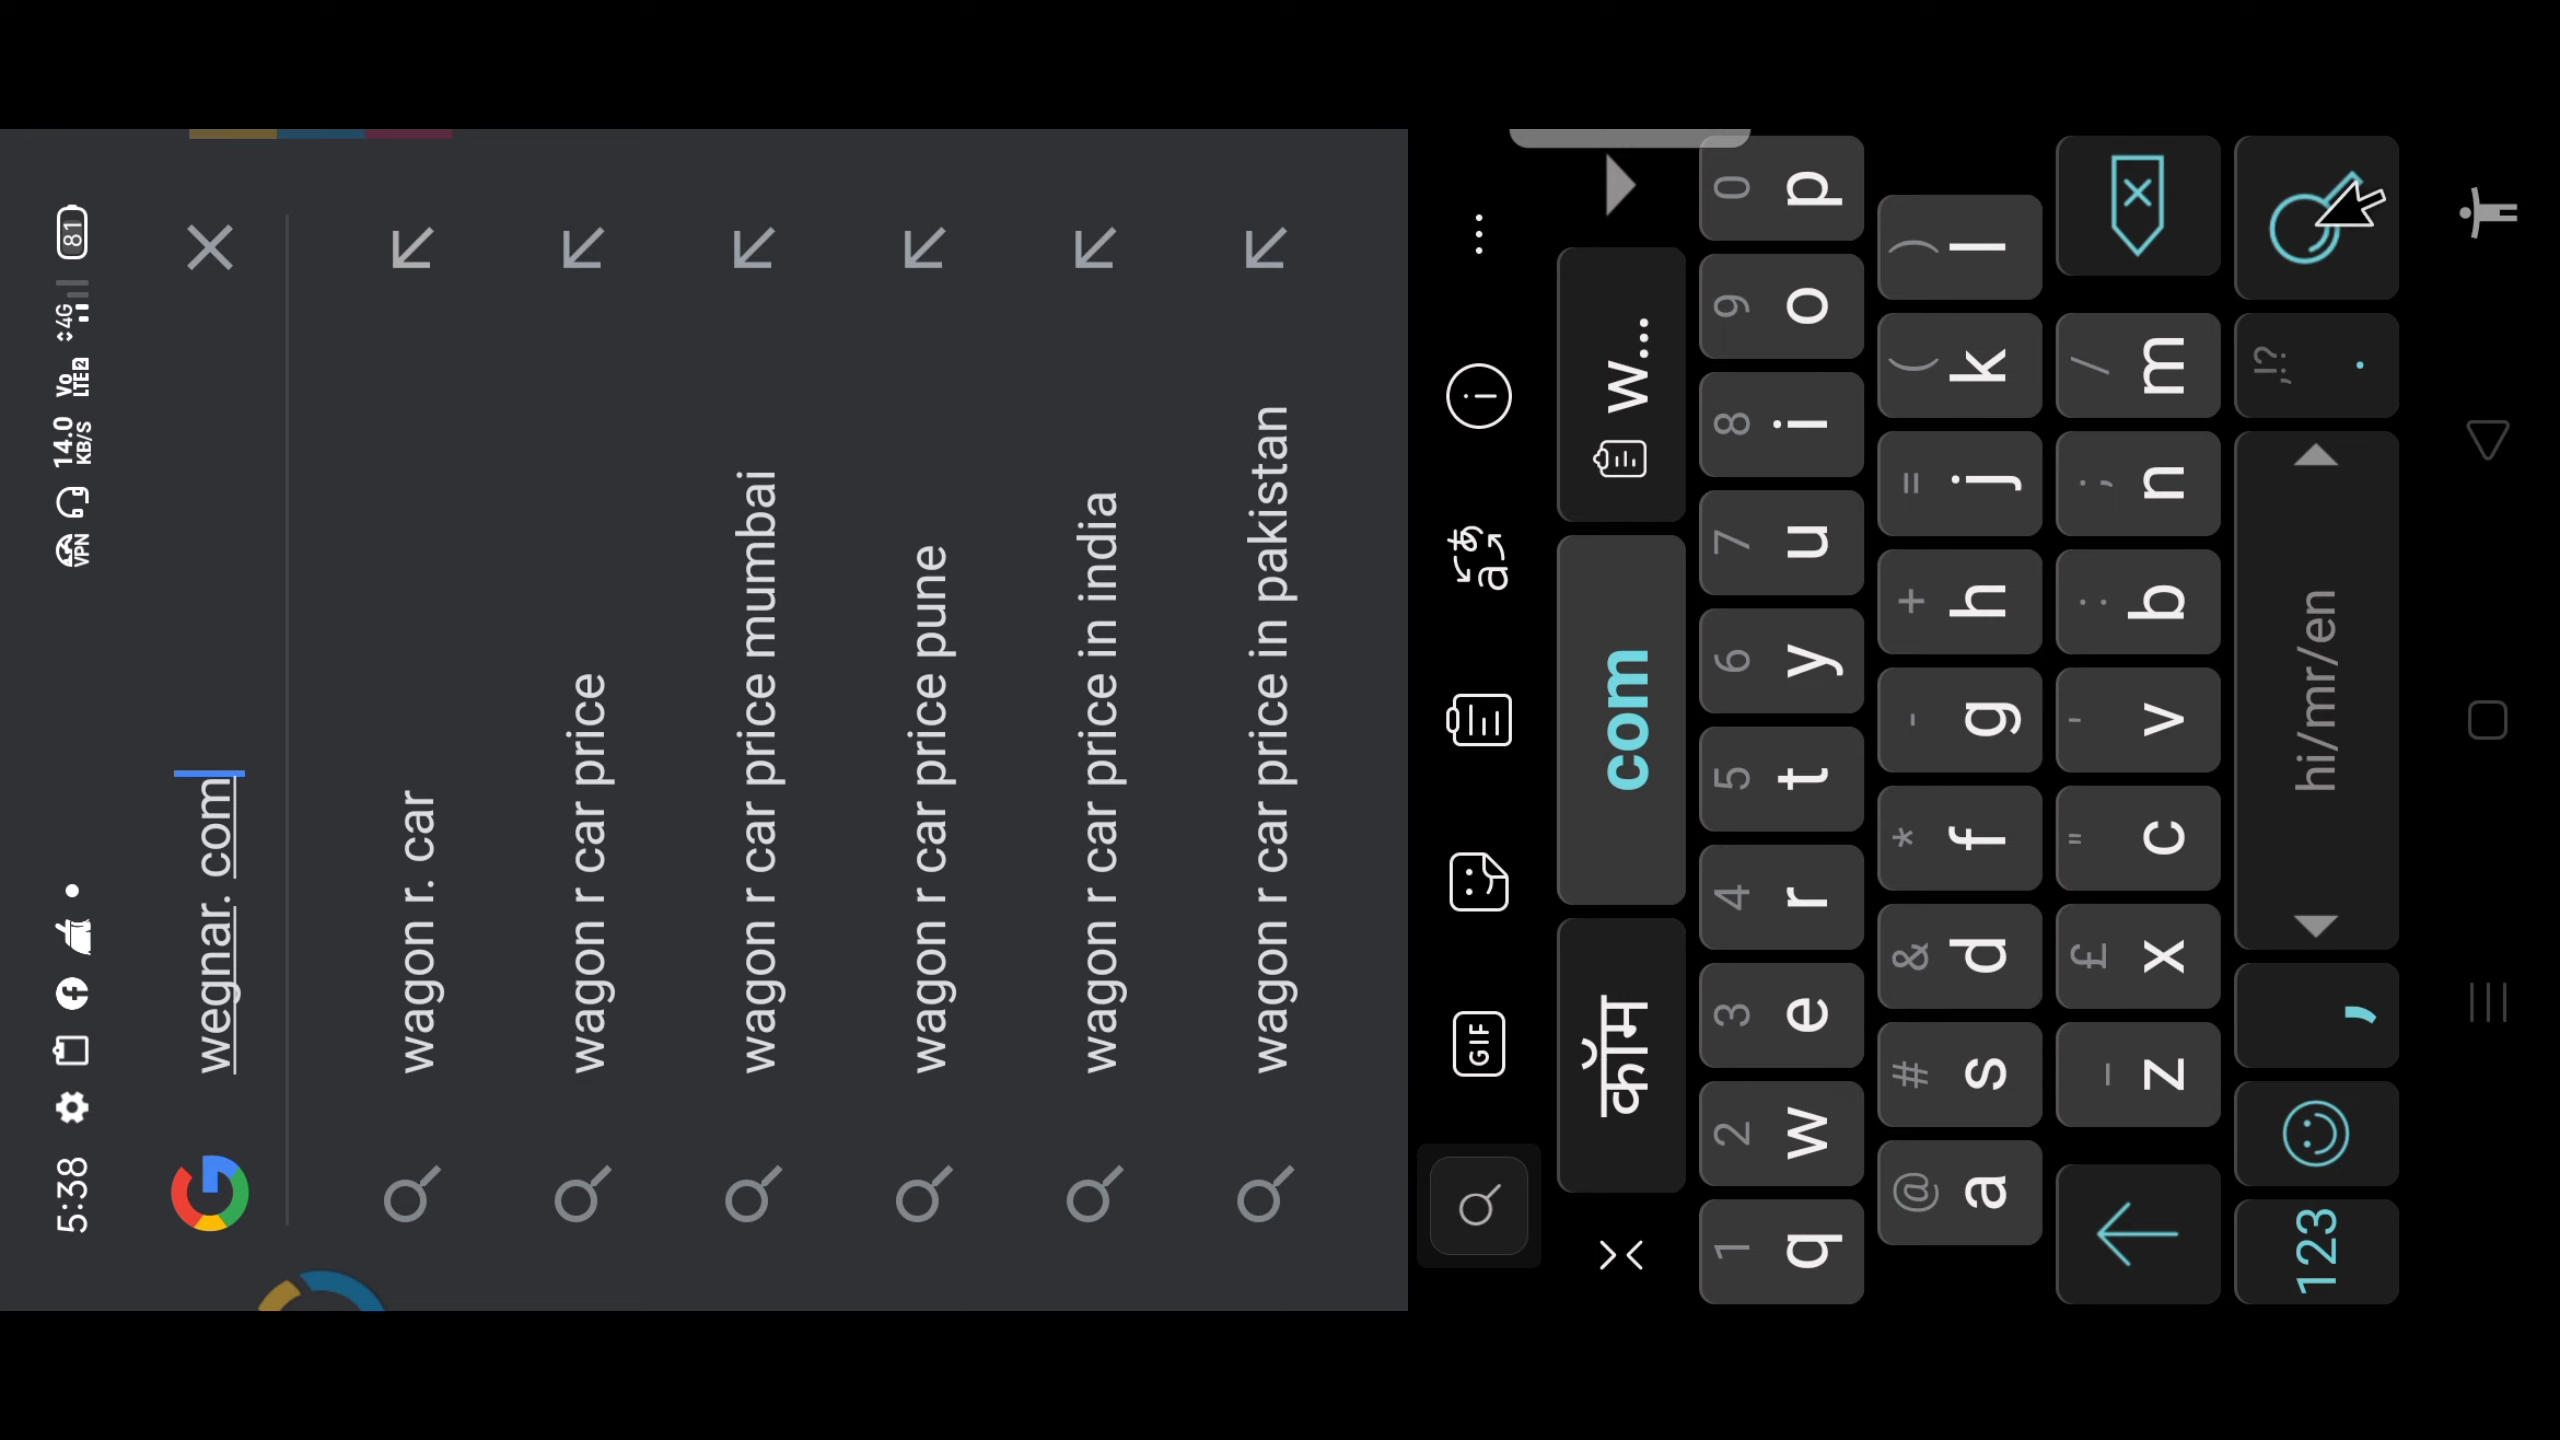 5:38 14.0 KB/S Vo LTE2 4G 81
VPN
wegnar. com
wagon r. car
wagon r car price
wagon r car price mumbai
wagon r car price pune
wagon r car price in india
wagon r car price in pakistan
GIF
कॉम com W...
1 2 3 4 5 6 7 8 9 0
q w e r t y u i o p
@ # & * - + = ( )
a s d f g h j k l
_ £ " ' : ; /
z x c v b n m
123 , hi/mr/en ,!? .